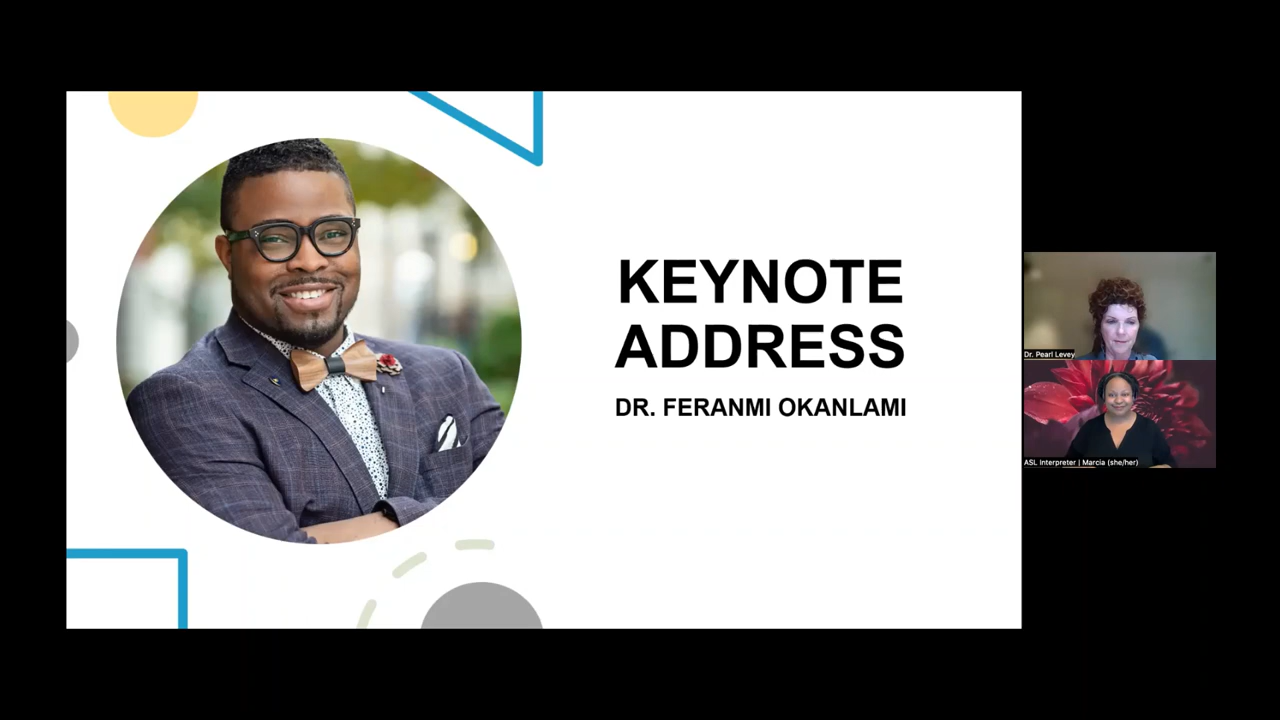 KEYNOTE
ADDRESS
DR. FERANMI OKANLAMI
Dr. Pearl Levey
ASL Interpreter | Marcia (she/her)